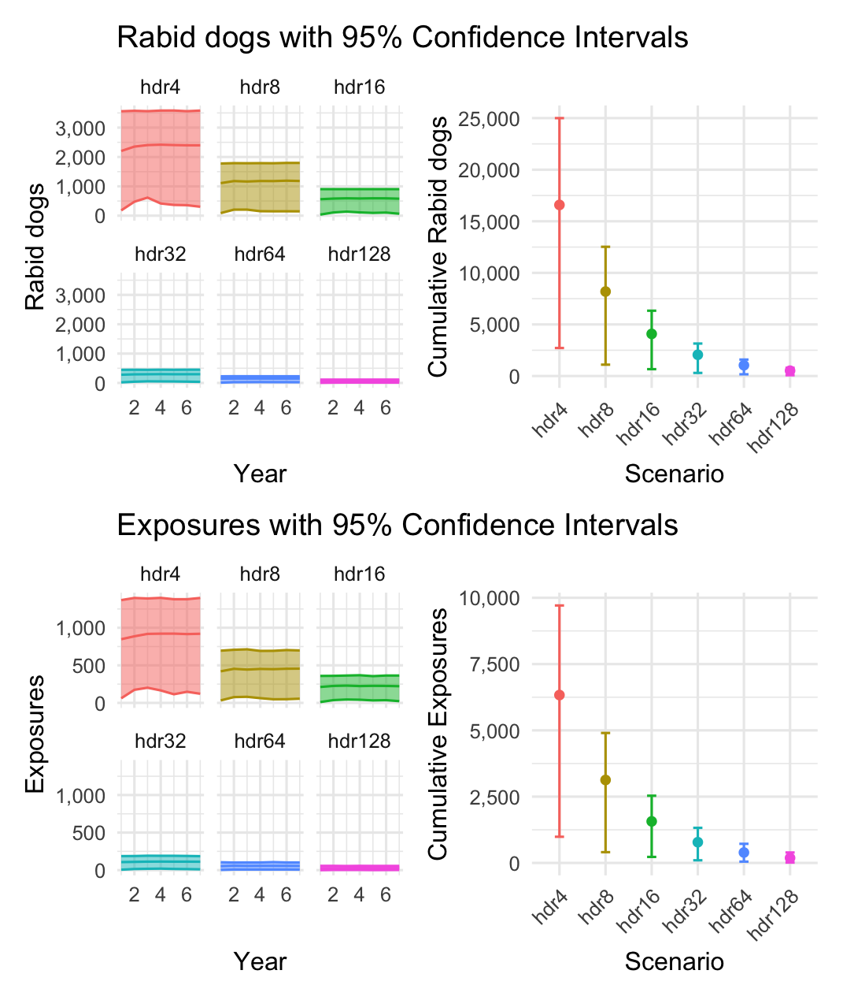 Rabid dogs with 95% Confidence Intervals
hdr4 hdr8 hdr16
3,000
2,000
1,000
0
hdr32 hdr64 hdr128
3,000
2,000
1,000
0
2 4 6 2 4 6 2 4 6
Rabid dogs
Year
25,000
20,000
15,000
10,000
5,000
0
Cumulative Rabid dogs
hdr4 hdr8 hdr16 hdr32 hdr64 hdr128
Scenario
Exposures with 95% Confidence Intervals
hdr4 hdr8 hdr16
1,000
500
0
hdr32 hdr64 hdr128
1,000
500
0
2 4 6 2 4 6 2 4 6
Exposures
Year
10,000
7,500
5,000
2,500
0
Cumulative Exposures
hdr4 hdr8 hdr16 hdr32 hdr64 hdr128
Scenario